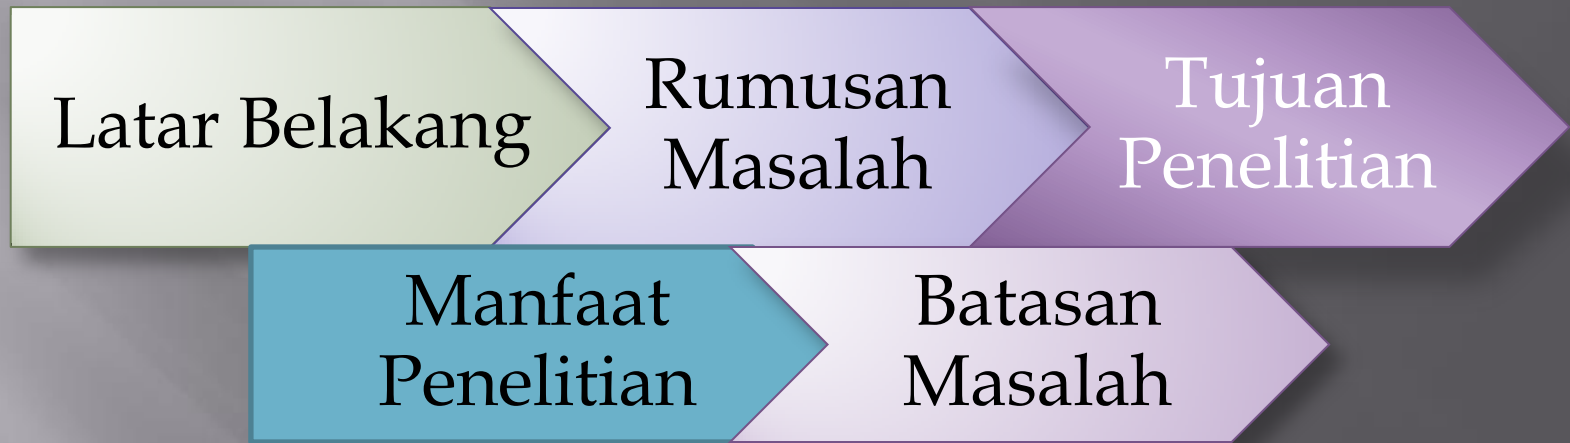 Latar Belakang
Rumusan
Masalah
Tujuan
Penelitian
Manfaat
Penelitian
Batasan
Masalah